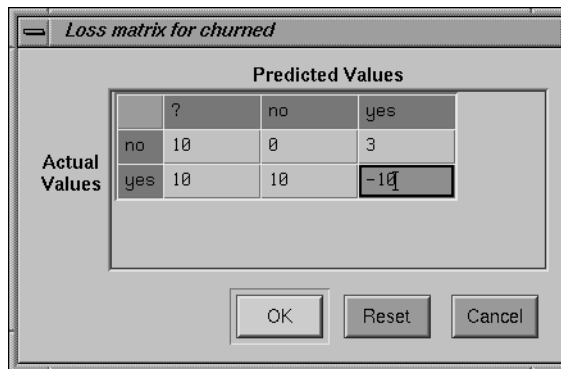 Loss matrix for churned
Predicted Values
? no yes
Actual Values
no 10 0 3
yes 10 10 -10
OK Reset Cancel